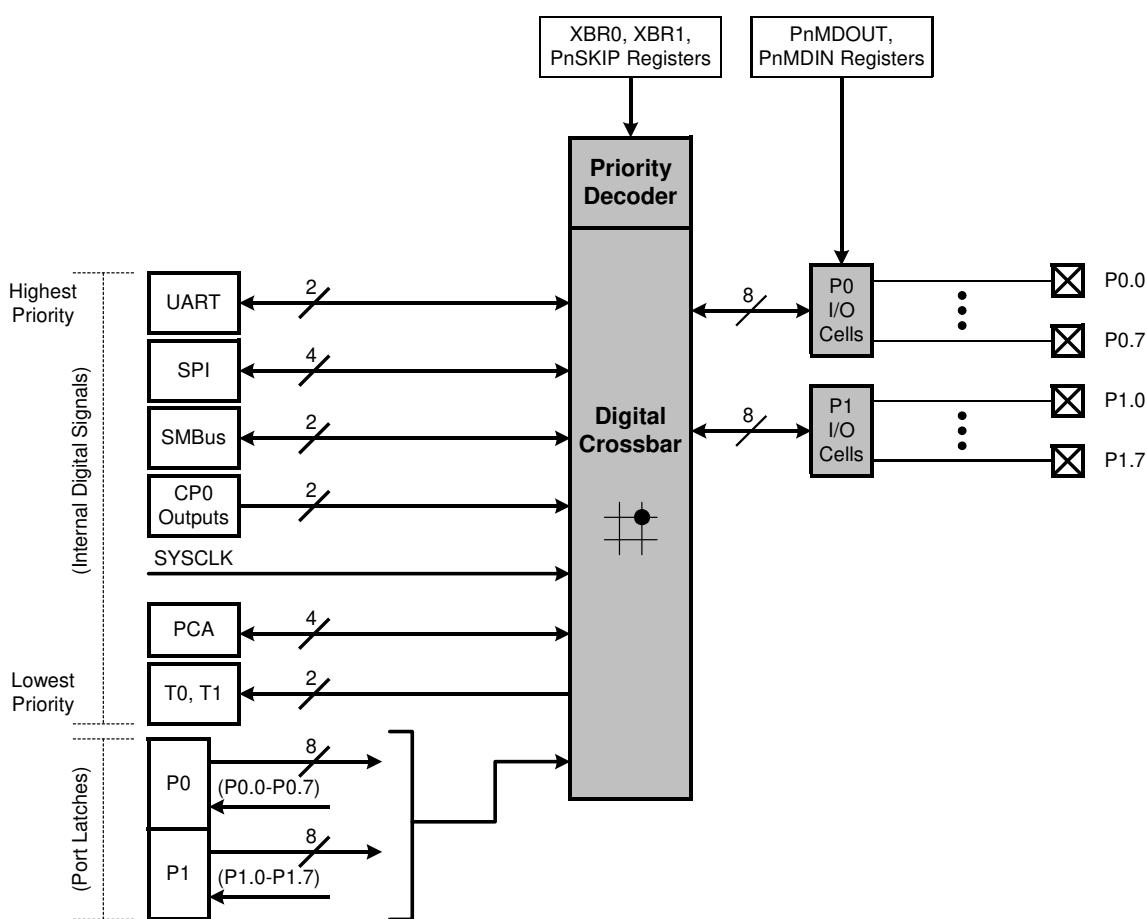 XBR0, XBR1,
PnSKIP Registers
PnMDOUT,
PnMDIN Registers
Priority
Decoder
Highest
Priority
(Internal Digital Signals)
UART
2
SPI
4
SMBus
2
CP0
Outputs
2
SYSCLK
PCA
4
Lowest
Priority
T0, T1
2
Digital
Crossbar
8
P0
I/O
Cells
P0.0
P0.7
8
P1
I/O
Cells
P1.0
P1.7
(Port Latches)
P0
8
(P0.0-P0.7)
P1
8
(P1.0-P1.7)